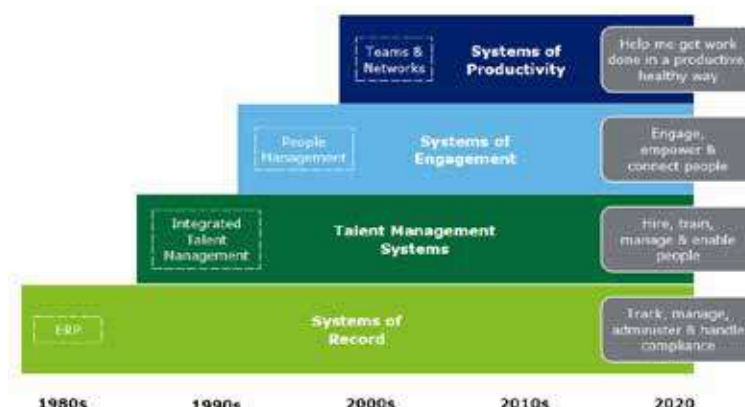 Teams &
Networks
Systems of
Productivity
Help me get work
done in a productive,
healthy way
People
Management
Systems of
Engagement
Engage,
empower &
connect people
Integrated
Talent
Management
Talent Management
Systems
Hire, train,
manage & enable
people
ERP
Systems of
Record
Track, manage,
administer & handle
compliance
1980s
1990s
2000s
2010s
2020